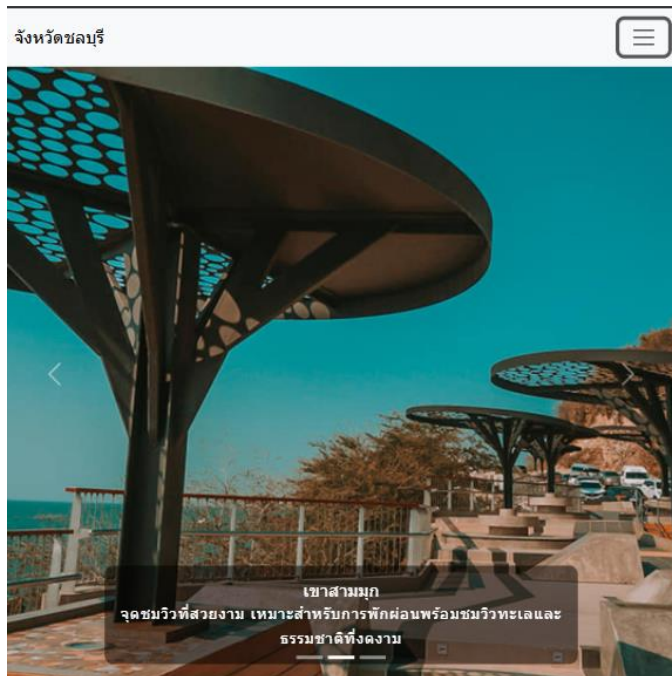 จังหวัดชลบุรี
เขาสามมุก
จุดชมวิวที่สวยงาม เหมาะสำหรับการพักผ่อนพร้อมชมวิวทะเลและ
ธรรมชาติที่งดงาม